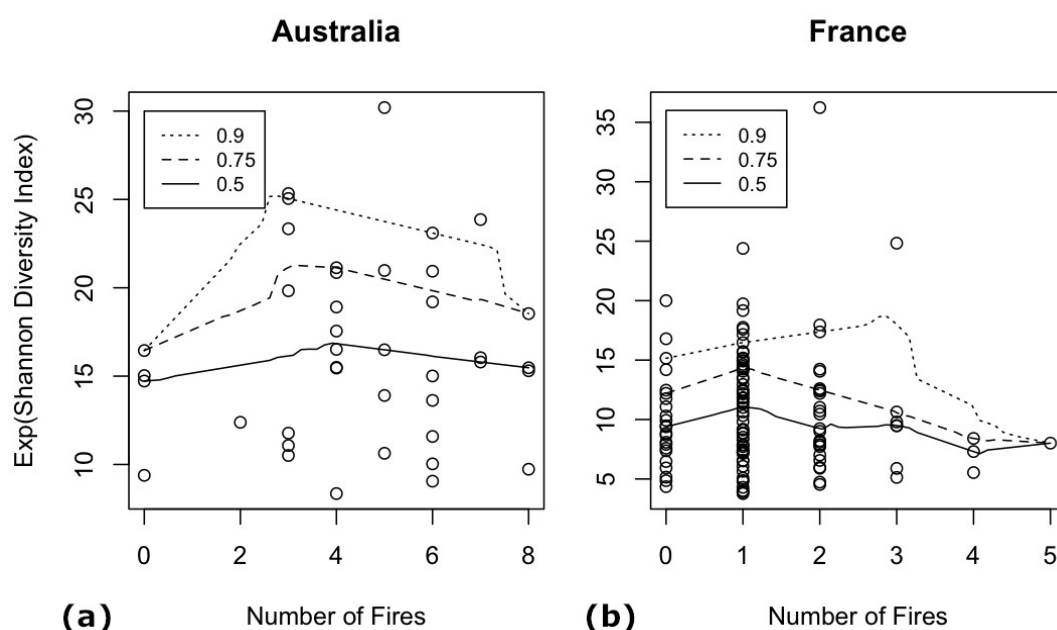 Australia
Exp(Shannon Diversity Index)
30
25
20
15
10
0.9
0.75
0.5
0 2 4 6 8
(a) Number of Fires
France
35
30
25
20
15
10
5
0.9
0.75
0.5
0 1 2 3 4 5
(b) Number of Fires